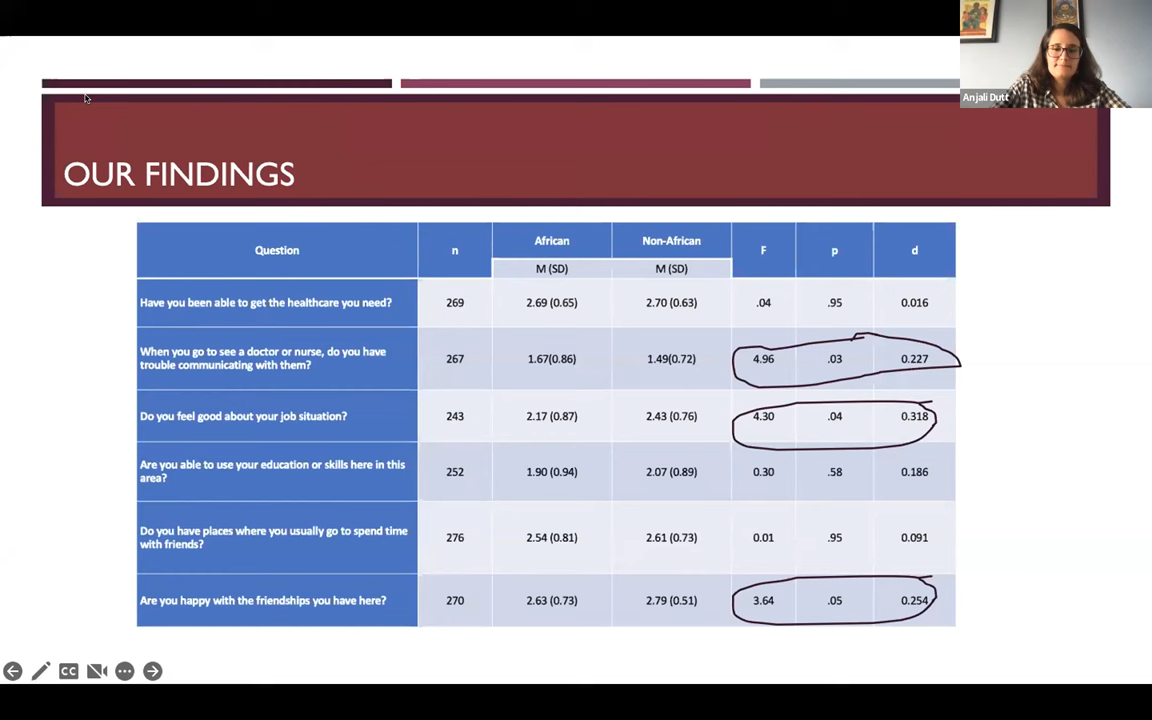 Anjali Dutt
OUR FINDINGS
Question n African Non-African F p d
M (SD) M (SD)
Have you been able to get the healthcare you need? 269 2.69 (0.65) 2.70 (0.63) .04 .95 0.016
When you go to see a doctor or nurse, do you have
trouble communicating with them? 267 1.67(0.86) 1.49(0.72) 4.96 .03 0.227
Do you feel good about your job situation? 243 2.17 (0.87) 2.43 (0.76) 4.30 .04 0.318
Are you able to use your education or skills here in this
area? 252 1.90 (0.94) 2.07 (0.89) 0.30 .58 0.186
Do you have places where you usually go to spend time
with friends? 276 2.54 (0.81) 2.61 (0.73) 0.01 .95 0.091
Are you happy with the friendships you have here? 270 2.63 (0.73) 2.79 (0.51) 3.64 .05 0.254
CC